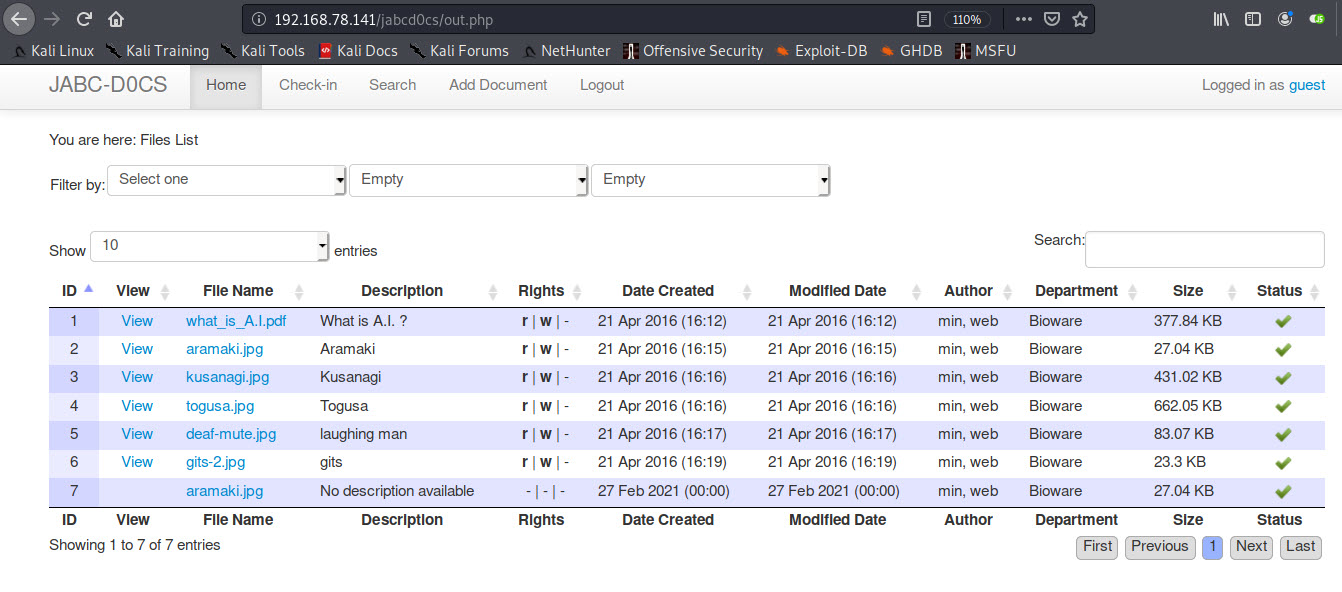 192.168.78.141/jabcd0cs/out.php 110%
Kali Linux Kali Training Kali Tools Kali Docs Kali Forums NetHunter Offensive Security Exploit-DB GHDB MSFU
JABC-D0CS Home Check-in Search Add Document Logout Logged in as guest
You are here: Files List
Filter by: Select one Empty Empty
Show 10 entries Search:
ID View File Name Description Rights Date Created Modified Date Author Department Size Status
1 View what_is_A.I.pdf What is A.I. ? r | w | - 21 Apr 2016 (16:12) 21 Apr 2016 (16:12) min, web Bioware 377.84 KB
2 View aramaki.jpg Aramaki r | w | - 21 Apr 2016 (16:15) 21 Apr 2016 (16:15) min, web Bioware 27.04 KB
3 View kusanagi.jpg Kusanagi r | w | - 21 Apr 2016 (16:16) 21 Apr 2016 (16:16) min, web Bioware 431.02 KB
4 View togusa.jpg Togusa r | w | - 21 Apr 2016 (16:16) 21 Apr 2016 (16:16) min, web Bioware 662.05 KB
5 View deaf-mute.jpg laughing man r | w | - 21 Apr 2016 (16:17) 21 Apr 2016 (16:17) min, web Bioware 83.07 KB
6 View gits-2.jpg gits r | w | - 21 Apr 2016 (16:19) 21 Apr 2016 (16:19) min, web Bioware 23.3 KB
7 aramaki.jpg No description available - | - | - 27 Feb 2021 (00:00) 27 Feb 2021 (00:00) min, web Bioware 27.04 KB
ID View File Name Description Rights Date Created Modified Date Author Department Size Status
Showing 1 to 7 of 7 entries First Previous 1 Next Last